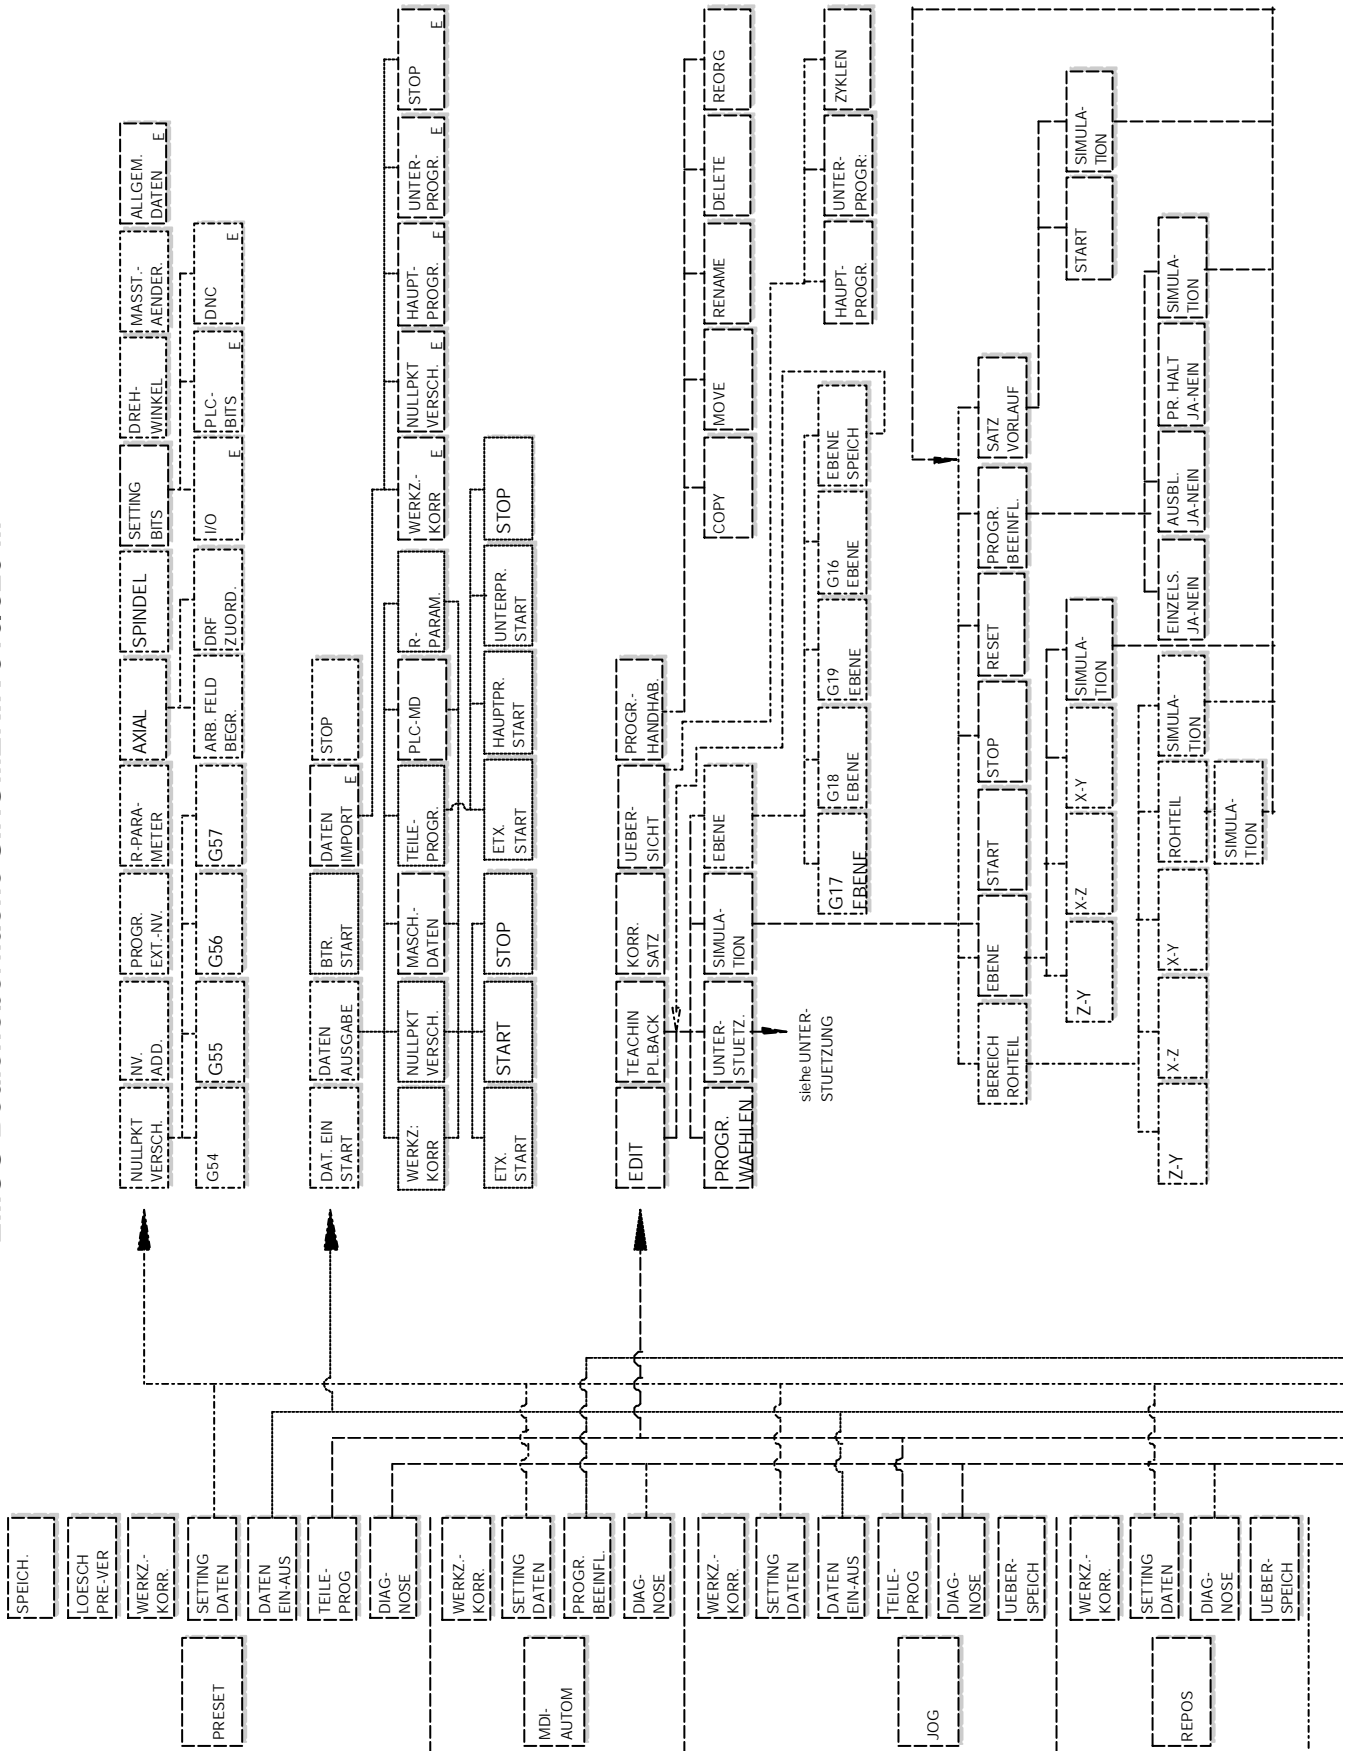 SPEICH.
LOESCH
PRE-VER
WERKZ.-
KORR.
SETTING
DATEN
DATEN
EIN-AUS
TEILE-
PROG
DIAG-
NOSE
PRESET
WERKZ.-
KORR.
SETTING
DATEN
PROGR.
BEEINFL.
DIAG-
NOSE
MDI-
AUTOM
WERKZ.-
KORR.
SETTING
DATEN
DATEN
EIN-AUS
TEILE-
PROG
DIAG-
NOSE
UEBER-
SPEICH
JOG
WERKZ.-
KORR.
SETTING
DATEN
DIAG-
NOSE
UEBER-
SPEICH
REPOS
NULLPKT
VERSCH.
NV.
ADD.
PROGR.
EXT.-NV.
R-PARA-
METER
AXIAL
SPINDEL
SETTING
BITS
DREH-
WINKEL
MASST.-
AENDER.
ALLGEM.
DATEN
E
G54
G55
G56
G57
ARB. FELD
BEGR.
DRF
ZUORD.
I/O
E
PLC-
BITS
E
DNC
E
DAT. EIN
START
DATEN
AUSGABE
BTR.
START
DATEN
IMPORT
E
STOP
WERKZ:
KORR
NULLPKT
VERSCH.
MASCH.-
DATEN
TEILE-
PROGR.
PLC-MD
R-
PARAM.
WERKZ.-
KORR
E
NULLPKT
VERSCH.
E
HAUPT-
PROGR.
E
UNTER-
PROGR.
E
STOP
E
ETX.
START
START
STOP
ETX.
START
HAUPTPR.
START
UNTERPR.
START
STOP
EDIT
TEACHIN
PL.BACK
KORR.
SATZ
UEBER-
SICHT
PROGR.-
HANDHAB.
PROGR.
WAEHLEN
UNTER-
STUETZ.
SIMULA-
TION
EBENE
COPY
MOVE
RENAME
DELETE
REORG
siehe UNTER-
STUETZUNG
G17
EBENE
G18
EBENE
G19
EBENE
G16
EBENE
EBENE
SPEICH
HAUPT-
PROGR.
UNTER-
PROGR:
ZYKLEN
BEREICH
ROHTEIL
EBENE
START
STOP
RESET
PROGR.
BEEINFL.
SATZ
VORLAUF
Z-Y
X-Z
X-Y
SIMULA-
TION
START
SIMULA-
TION
Z-Y
X-Z
X-Y
ROHTEIL
SIMULA-
TION
EINZELS.
JA-NEIN
AUSBL.
JA-NEIN
PR. HALT
JA-NEIN
SIMULA-
TION
SIMULA-
TION